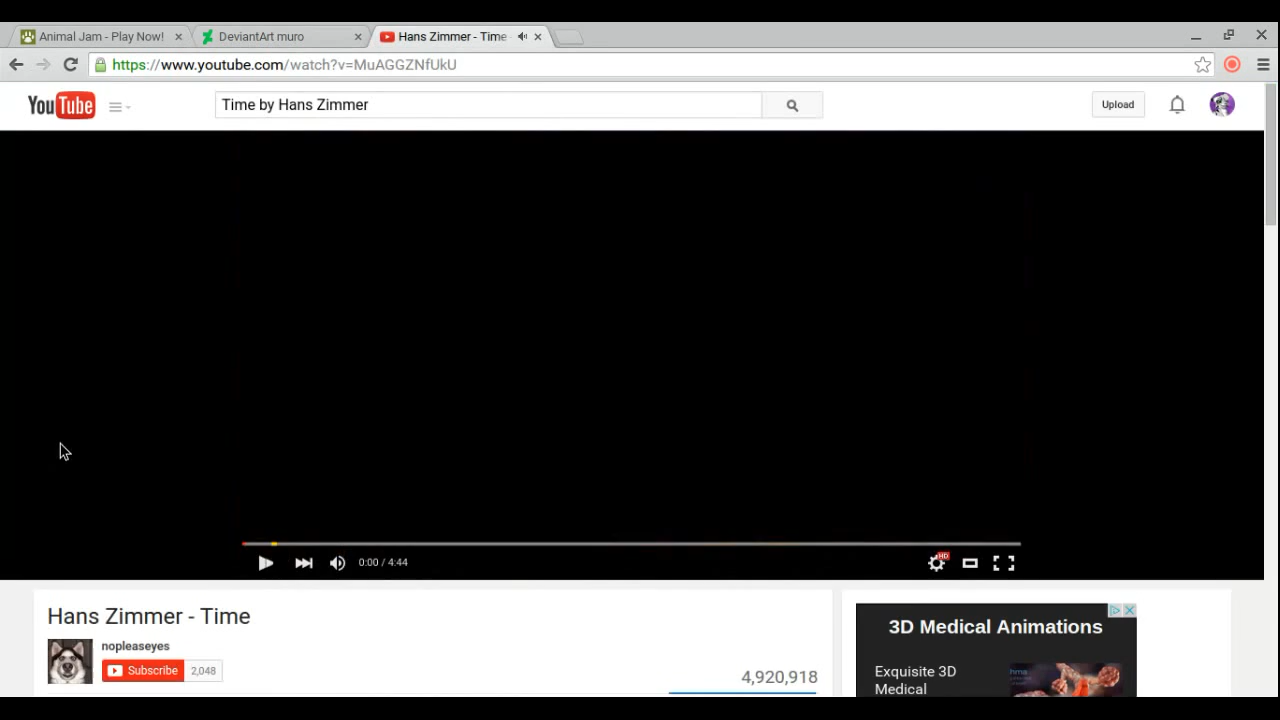 Animal Jam - Play Now!
DeviantArt muro
Hans Zimmer - Time
https://www.youtube.com/watch?v=MuAGGZNfUkU
YouTube
Time by Hans Zimmer
Upload
0:00 / 4:44
HD
Hans Zimmer - Time
nopleaseyes
Subscribe 2,048
4,920,918
3D Medical Animations
Exquisite 3D
Medical
hma